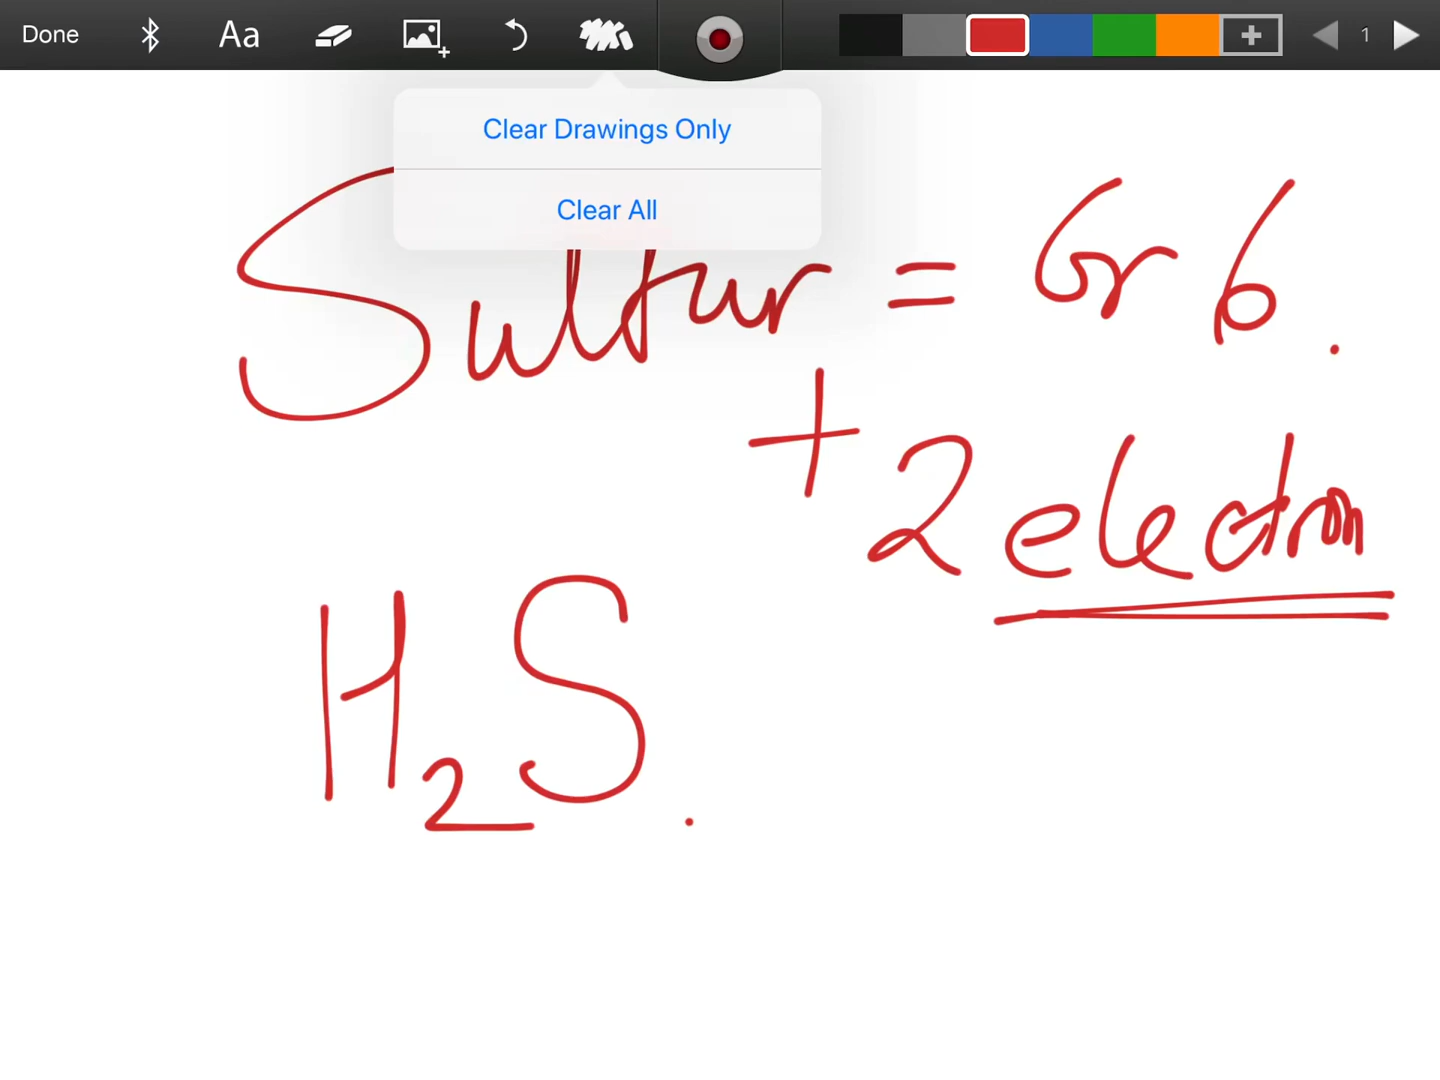 Done Aa 1
Clear Drawings Only
Clear All
Sulfur = Gr 6.
+ 2 electron
H₂S.